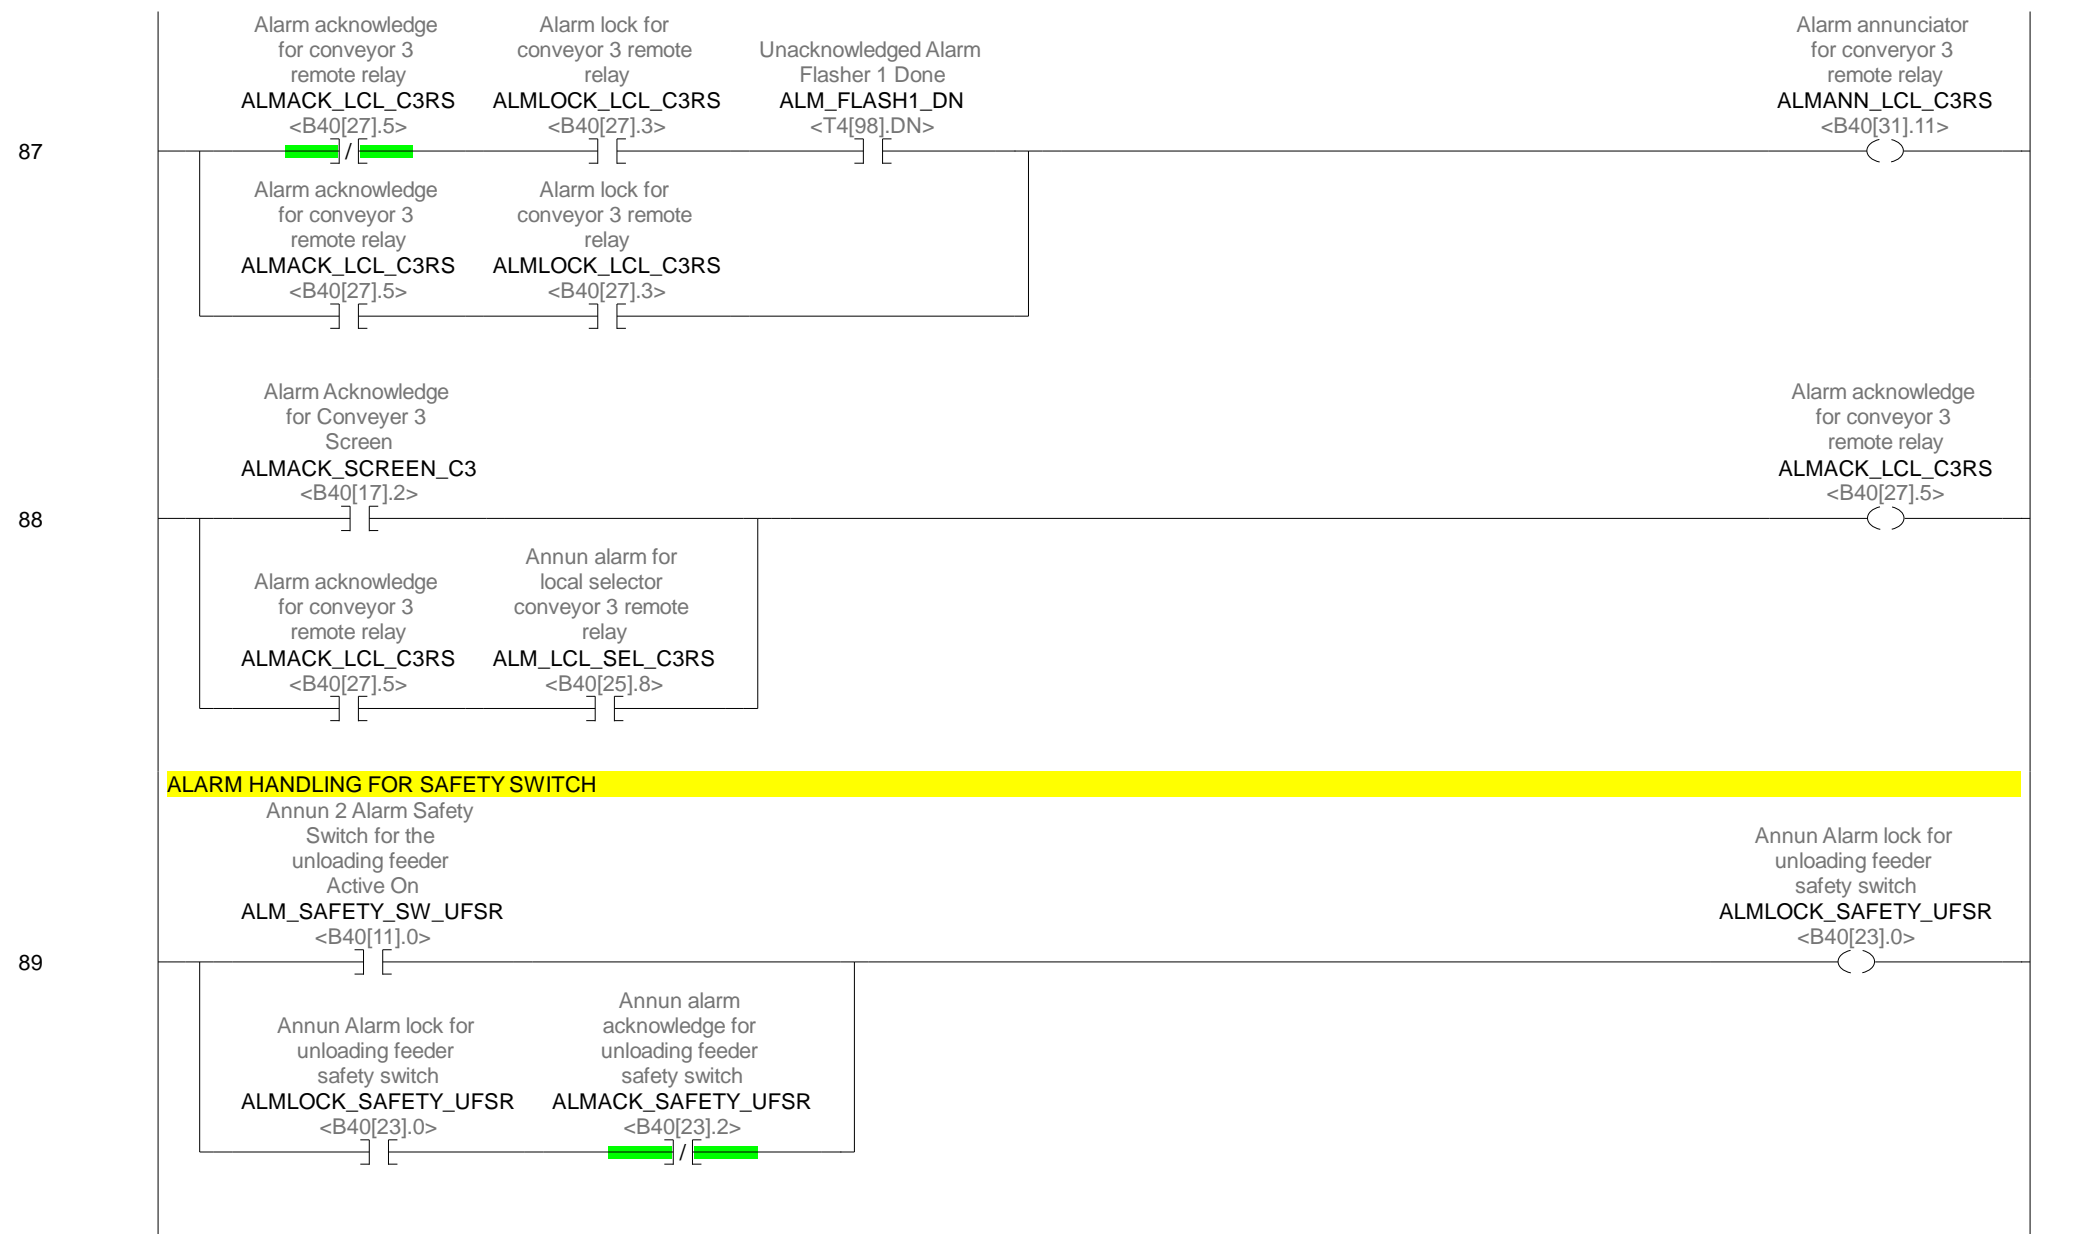 Alarm acknowledge
for conveyor 3
remote relay
ALMACK_LCL_C3RS
<B40[27].5>
Alarm lock for
conveyor 3 remote
relay
ALMLOCK_LCL_C3RS
<B40[27].3>
Unacknowledged Alarm
Flasher 1 Done
ALM_FLASH1_DN
<T4[98].DN>
Alarm annunciator
for converyor 3
remote relay
ALMANN_LCL_C3RS
<B40[31].11>
87
/
Alarm acknowledge
for conveyor 3
remote relay
ALMACK_LCL_C3RS
<B40[27].5>
Alarm lock for
conveyor 3 remote
relay
ALMLOCK_LCL_C3RS
<B40[27].3>
Alarm Acknowledge
for Conveyer 3
Screen
ALMACK_SCREEN_C3
<B40[17].2>
Alarm acknowledge
for conveyor 3
remote relay
ALMACK_LCL_C3RS
<B40[27].5>
88
Alarm acknowledge
for conveyor 3
remote relay
ALMACK_LCL_C3RS
<B40[27].5>
Annun alarm for
local selector
conveyor 3 remote
relay
ALM_LCL_SEL_C3RS
<B40[25].8>
ALARM HANDLING FOR SAFETY SWITCH
Annun 2 Alarm Safety
Switch for the
unloading feeder
Active On
ALM_SAFETY_SW_UFSR
<B40[11].0>
Annun Alarm lock for
unloading feeder
safety switch
ALMLOCK_SAFETY_UFSR
<B40[23].0>
89
Annun Alarm lock for
unloading feeder
safety switch
ALMLOCK_SAFETY_UFSR
<B40[23].0>
Annun alarm
acknowledge for
unloading feeder
safety switch
ALMACK_SAFETY_UFSR
<B40[23].2>
/